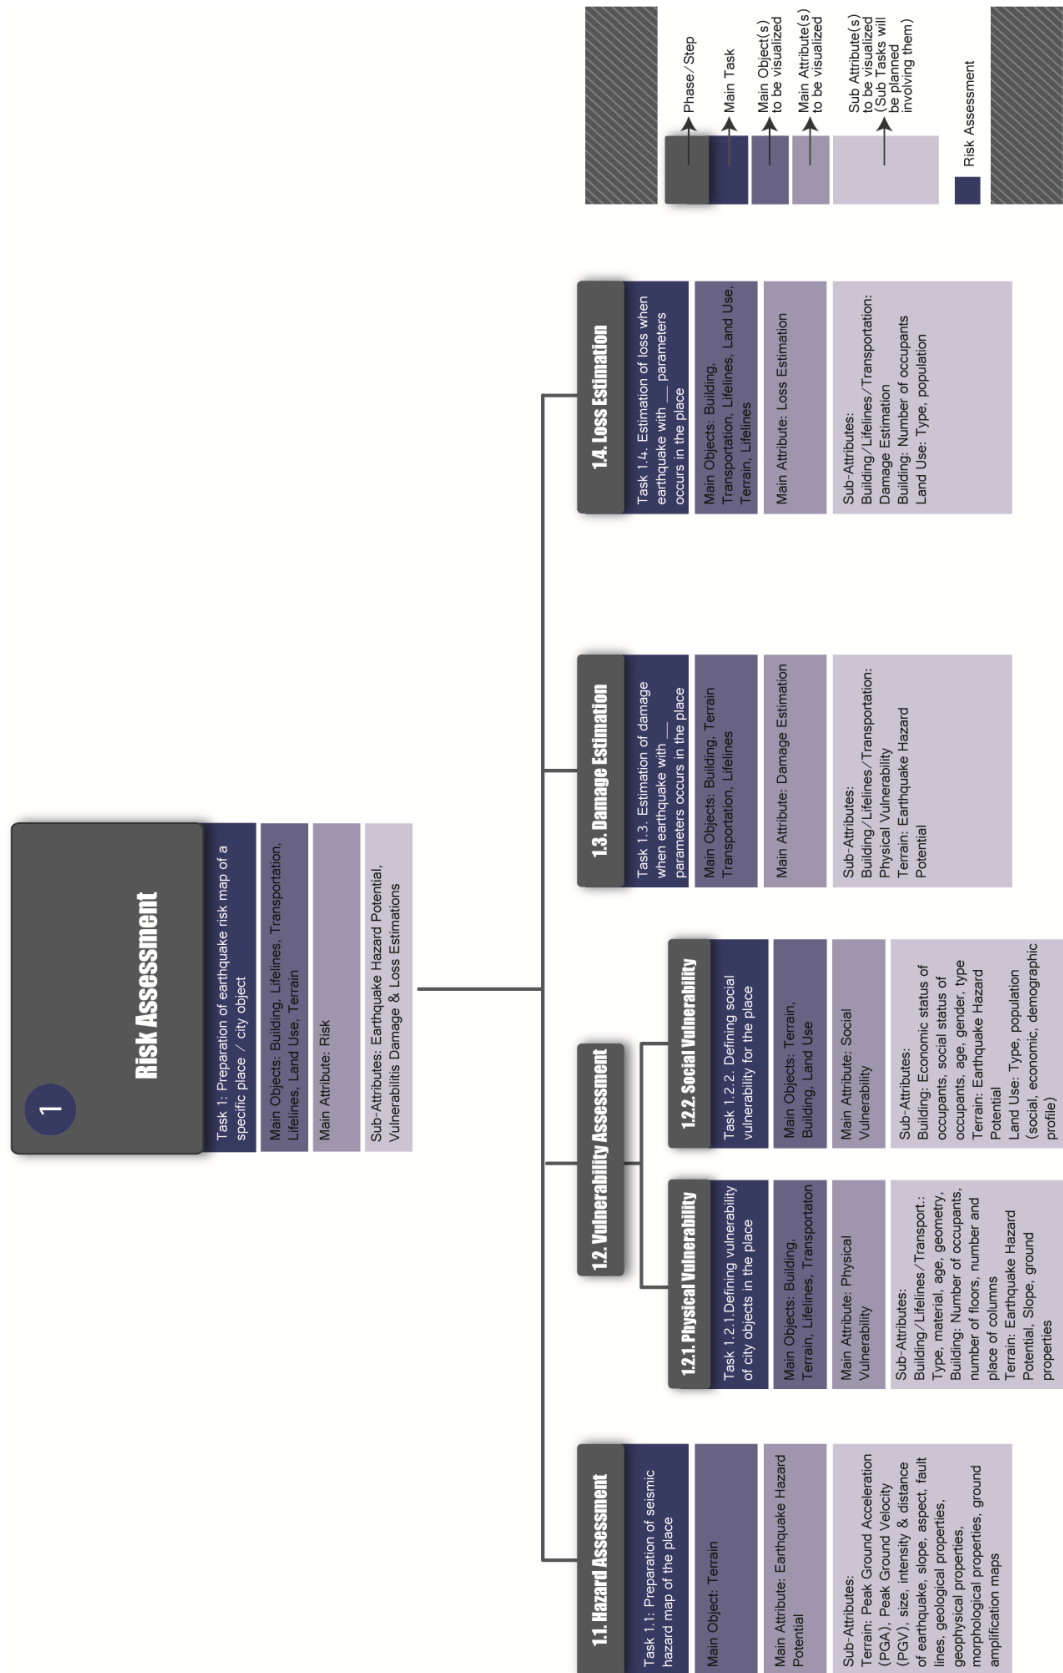 1
Risk Assessment
Task 1: Preparation of earthquake risk map of a
specific place / city object
Main Objects: Building, Lifelines, Transportation,
Lifelines, Land Use, Terrain
Main Attribute: Risk
Sub-Attributes: Earthquake Hazard Potential,
Vulnerabilitis Damage & Loss Estimations
1.1. Hazard Assessment
Task 1.1: Preparation of seismic
hazard map of the place
Main Object: Terrain
Main Attribute: Earthquake Hazard
Potential
Sub-Attributes:
Terrain: Peak Ground Acceleration
(PGA), Peak Ground Velocity
(PGV), size, intensity & distance
of earthquake, slope, aspect, fault
lines, geological properties,
geophysical properties,
morphological properties, ground
amplification maps
1.2. Vulnerability Assessment
1.2.1. Physical Vulnerability
Task 1.2.1.Defining vulnerability
of city objects in the place
Main Objects: Building,
Terrain, Lifelines, Transportaton
Main Attribute: Physical
Vulnerability
Sub-Attributes:
Building/Lifelines/Transport.:
Type, material, age, geometry,
Building: Number of occupants,
number of floors, number and
place of columns
Terrain: Earthquake Hazard
Potential, Slope, ground
properties
1.2.2. Social Vulnerability
Task 1.2.2. Defining social
vulnerability for the place
Main Objects: Terrain,
Building, Land Use
Main Attribute: Social
Vulnerability
Sub-Attributes:
Building: Economic status of
occupants, social status of
occupants, age, gender, type
Terrain: Earthquake Hazard
Potential
Land Use: Type, population
(social, economic, demographic
profile)
1.3. Damage Estimation
Task 1.3. Estimation of damage
when earthquake with __
parameters occurs in the place
Main Objects: Building, Terrain
Transportation, Lifelines
Main Attribute: Damage Estimation
Sub-Attributes:
Building/Lifelines/Transportation:
Physical Vulnerability
Terrain: Earthquake Hazard
Potential
1.4. Loss Estimation
Task 1.4. Estimation of loss when
earthquake with __ parameters
occurs in the place
Main Objects: Building,
Transportation, Lifelines, Land Use,
Terrain, Lifelines
Main Attribute: Loss Estimation
Sub-Attributes:
Building/Lifelines/Transportation:
Damage Estimation
Building: Number of occupants
Land Use: Type, population
Phase/Step
Main Task
Main Object(s)
to be visualized
Main Attribute(s)
to be visualized
Sub Attribute(s)
to be visualized
(Sub Tasks will
be planned
involving them)
Risk Assessment